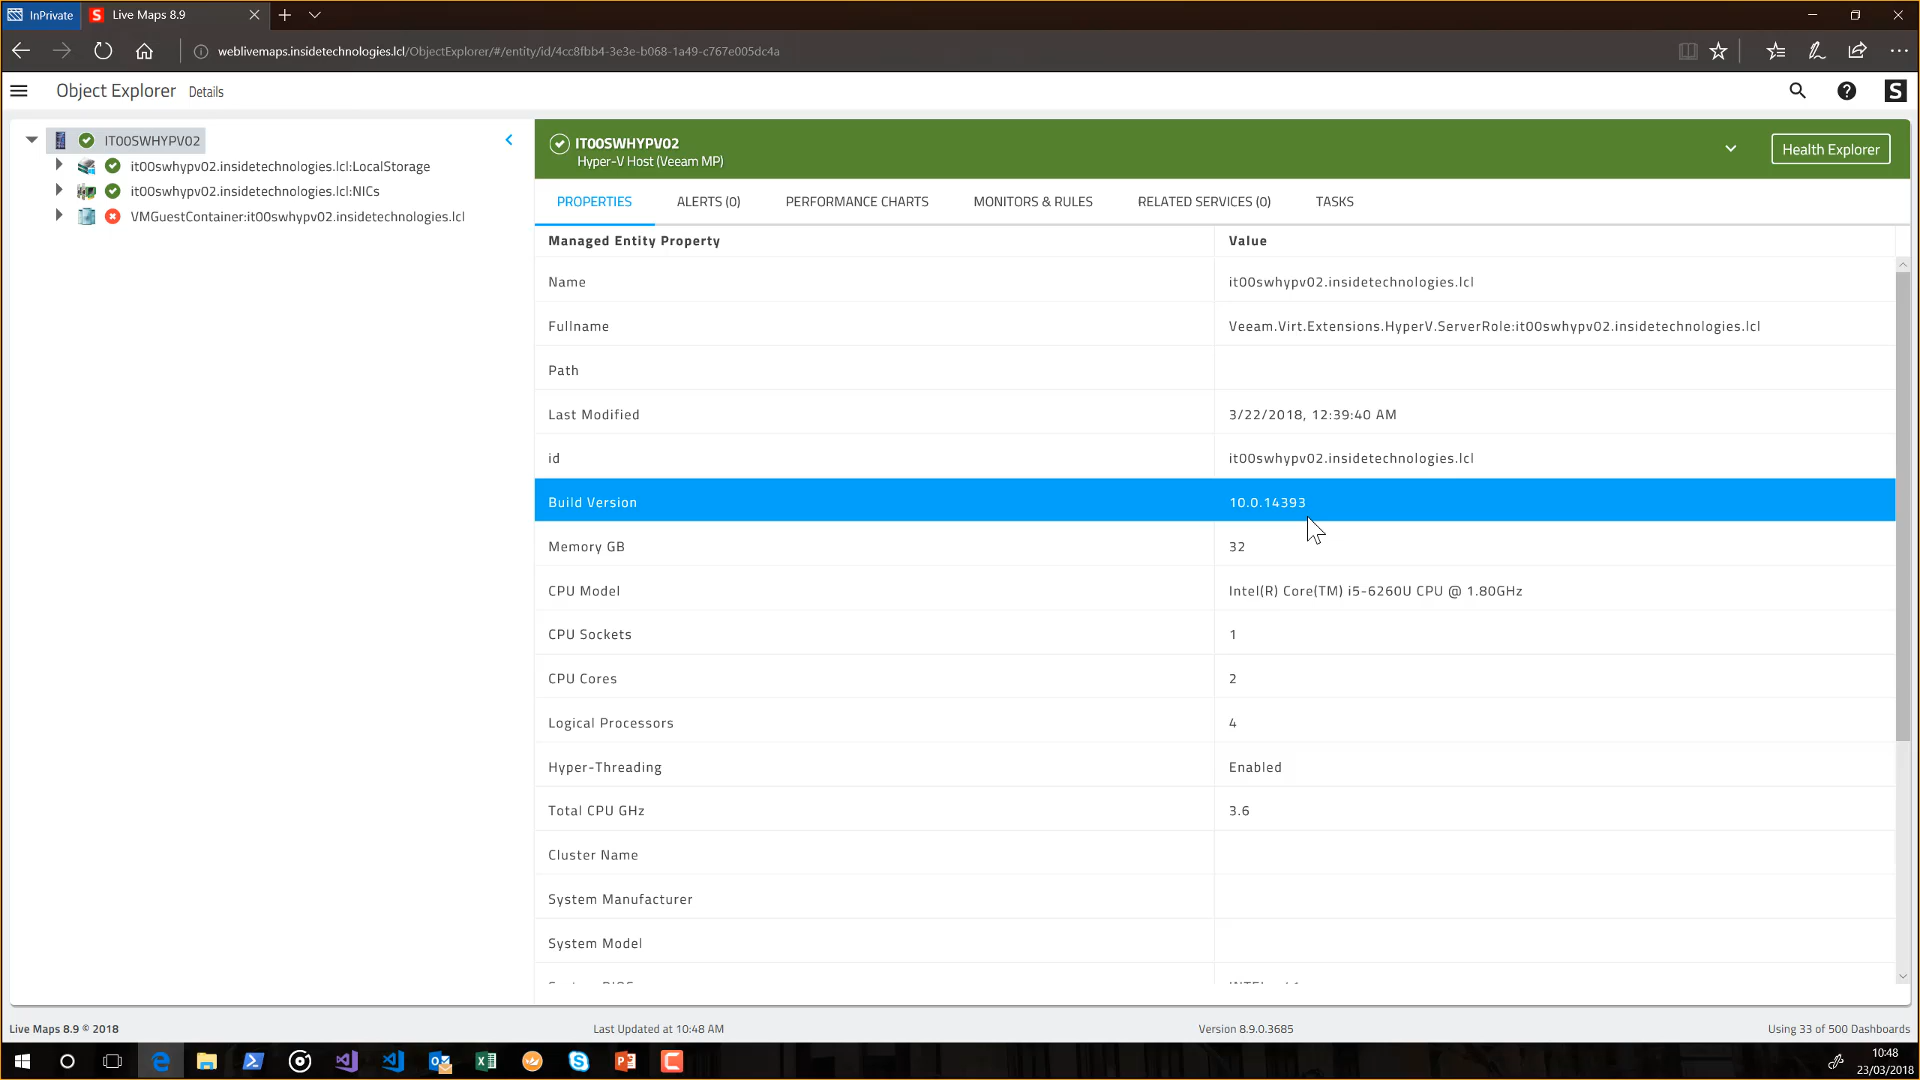 InPrivate
S Live Maps 8.9
weblivemaps.insidetechnologies.lcl/ObjectExplorer/#/entity/id/4cc8fbb4-3e3e-b068-1a49-c767e005dc4a
Object Explorer Details
? S
IT00SWHYPV02
it00swhypv02.insidetechnologies.lcl:LocalStorage
it00swhypv02.insidetechnologies.lcl:NICs
VMGuestContainer:it00swhypv02.insidetechnologies.lcl
IT00SWHYPV02
Hyper-V Host (Veeam MP)
Health Explorer
PROPERTIES ALERTS (0) PERFORMANCE CHARTS MONITORS & RULES RELATED SERVICES (0) TASKS
Managed Entity Property Value
Name it00swhypv02.insidetechnologies.lcl
Fullname Veeam.Virt.Extensions.HyperV.ServerRole:it00swhypv02.insidetechnologies.lcl
Path
Last Modified 3/22/2018, 12:39:40 AM
id it00swhypv02.insidetechnologies.lcl
Build Version 10.0.14393
Memory GB 32
CPU Model Intel(R) Core(TM) i5-6260U CPU @ 1.80GHz
CPU Sockets 1
CPU Cores 2
Logical Processors 4
Hyper-Threading Enabled
Total CPU GHz 3.6
Cluster Name
System Manufacturer
System Model
Live Maps 8.9 © 2018 Last Updated at 10:48 AM Version 8.9.0.3685 Using 33 of 500 Dashboards
10:48
23/03/2018